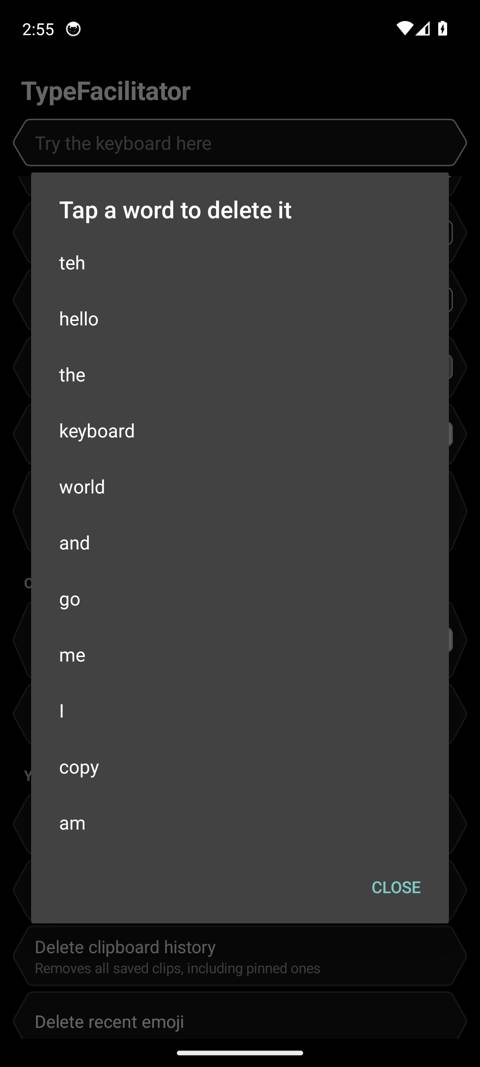 2:55
TypeFacilitator
Try the keyboard here
Tap a word to delete it
teh
hello
the
keyboard
world
and
go
me
I
copy
am
CLOSE
Delete clipboard history
Removes all saved clips, including pinned ones
Delete recent emoji